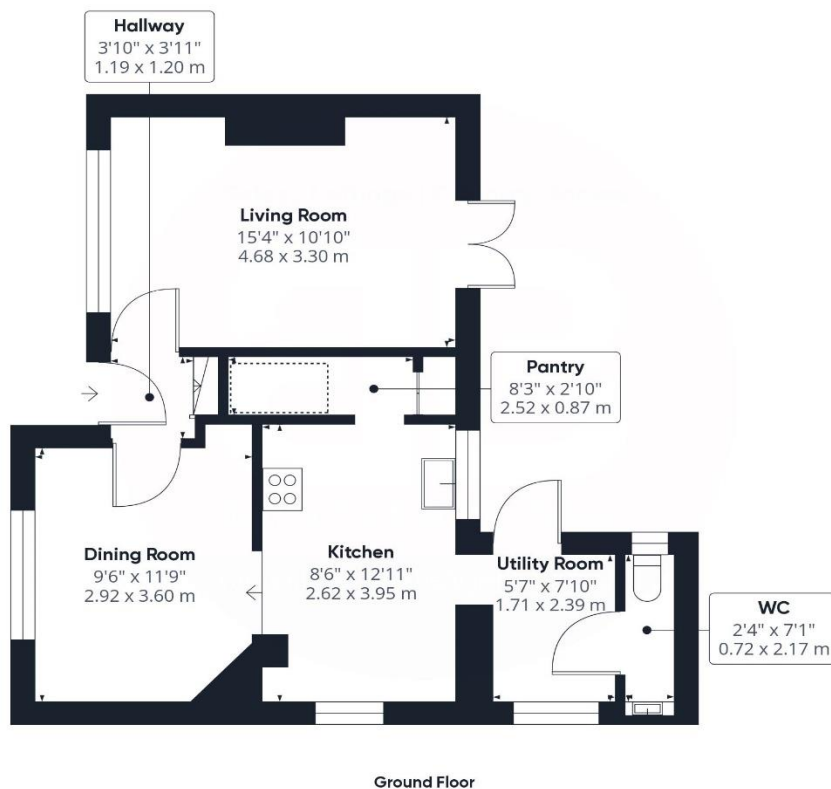 Hallway
3'10" x 3'11"
1.19 x 1.20 m
Living Room
15'4" x 10'10"
4.68 x 3.30 m
Pantry
8'3" x 2'10"
2.52 x 0.87 m
Dining Room
9'6" x 11'9"
2.92 x 3.60 m
Kitchen
8'6" x 12'11"
2.62 x 3.95 m
Utility Room
5'7" x 7'10"
1.71 x 2.39 m
WC
2'4" x 7'1"
0.72 x 2.17 m
Ground Floor